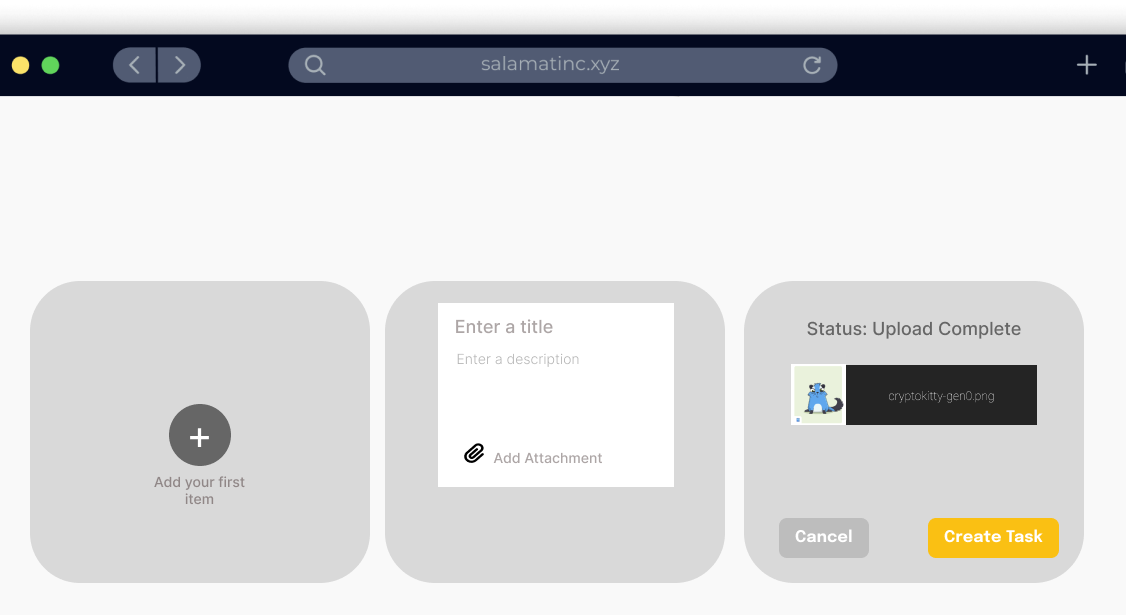 salamatinc.xyz
Add your first
item
Enter a title
Enter a description
Add Attachment
Status: Upload Complete
cryptokitty-gen0.png
Cancel
Create Task